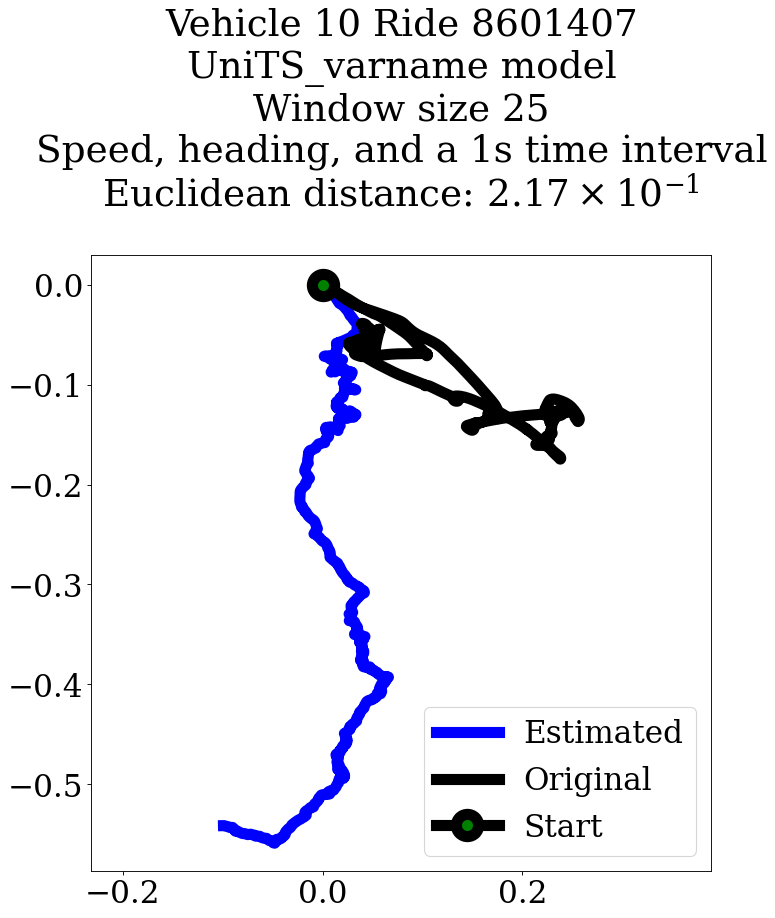 Vehicle 10 Ride 8601407
UniTS_varname model
Window size 25
Speed, heading, and a 1s time interval
Euclidean distance: 2.17 × 10⁻¹
0.0
−0.1
−0.2
−0.3
−0.4
−0.5
Estimated
Original
Start
−0.2 0.0 0.2